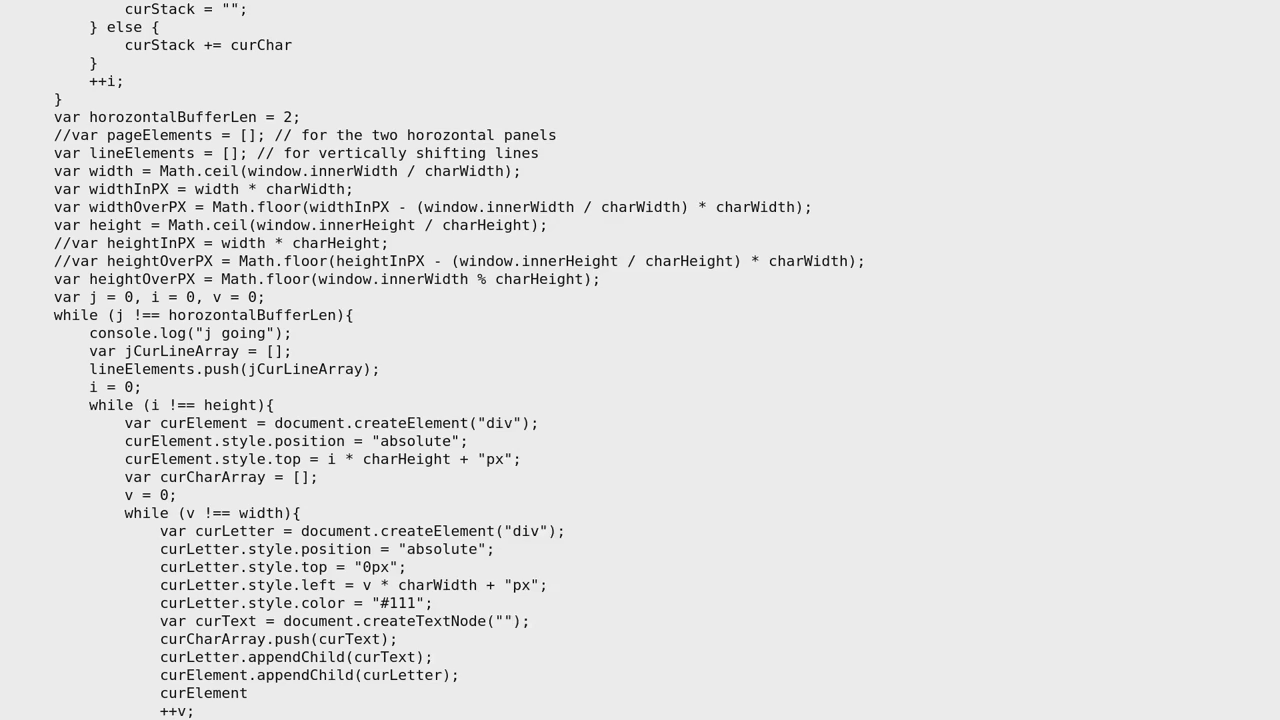 curStack = "";
} else {
curStack += curChar
}
++i;
}
var horozontalBufferLen = 2;
//var pageElements = []; // for the two horozontal panels
var lineElements = []; // for vertically shifting lines
var width = Math.ceil(window.innerWidth / charWidth);
var widthInPX = width * charWidth;
var widthOverPX = Math.floor(widthInPX - (window.innerWidth / charWidth) * charWidth);
var height = Math.ceil(window.innerHeight / charHeight);
//var heightInPX = width * charHeight;
//var heightOverPX = Math.floor(heightInPX - (window.innerHeight / charHeight) * charWidth);
var heightOverPX = Math.floor(window.innerWidth % charHeight);
var j = 0, i = 0, v = 0;
while (j !== horozontalBufferLen){
console.log("j going");
var jCurLineArray = [];
lineElements.push(jCurLineArray);
i = 0;
while (i !== height){
var curElement = document.createElement("div");
curElement.style.position = "absolute";
curElement.style.top = i * charHeight + "px";
var curCharArray = [];
v = 0;
while (v !== width){
var curLetter = document.createElement("div");
curLetter.style.position = "absolute";
curLetter.style.top = "0px";
curLetter.style.left = v * charWidth + "px";
curLetter.style.color = "#111";
var curText = document.createTextNode("");
curCharArray.push(curText);
curLetter.appendChild(curText);
curElement.appendChild(curLetter);
curElement
++v;